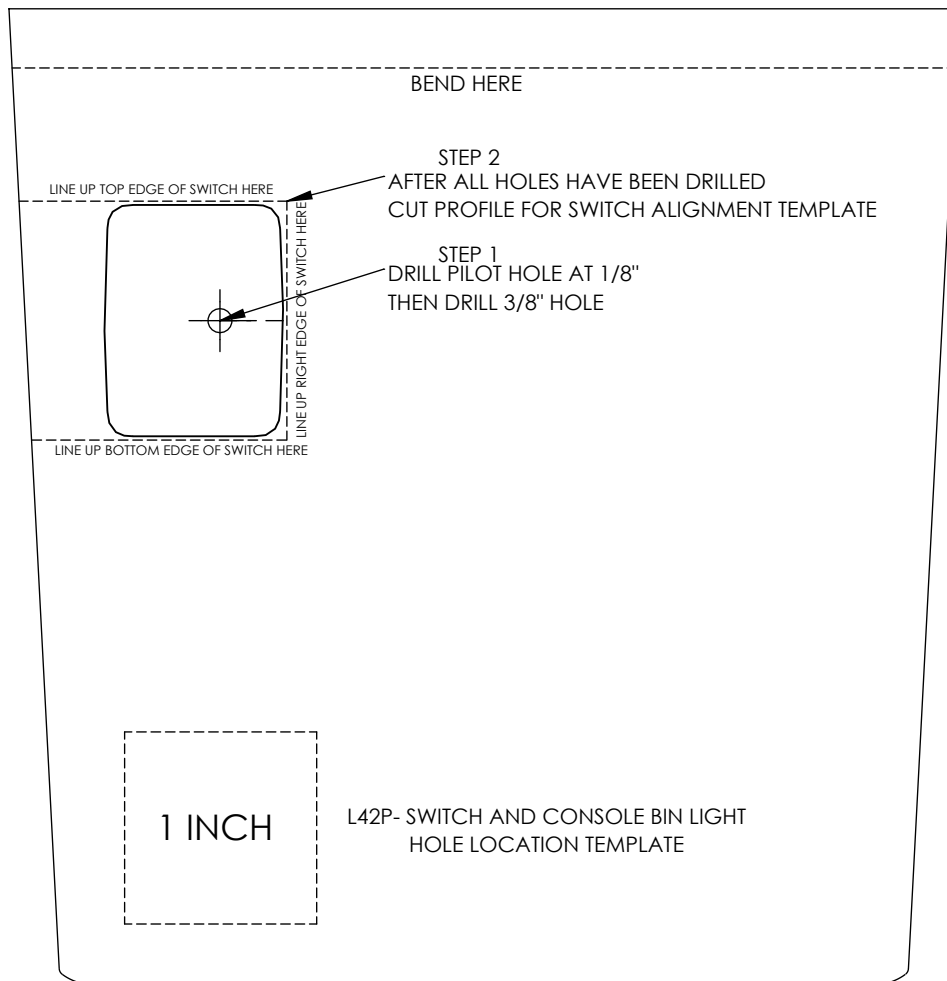 BEND HERE
STEP 2
AFTER ALL HOLES HAVE BEEN DRILLED
CUT PROFILE FOR SWITCH ALIGNMENT TEMPLATE
LINE UP TOP EDGE OF SWITCH HERE
LINE UP RIGHT EDGE OF SWITCH HERE
STEP 1
DRILL PILOT HOLE AT 1/8"
THEN DRILL 3/8" HOLE
LINE UP BOTTOM EDGE OF SWITCH HERE
1 INCH
L42P- SWITCH AND CONSOLE BIN LIGHT
HOLE LOCATION TEMPLATE